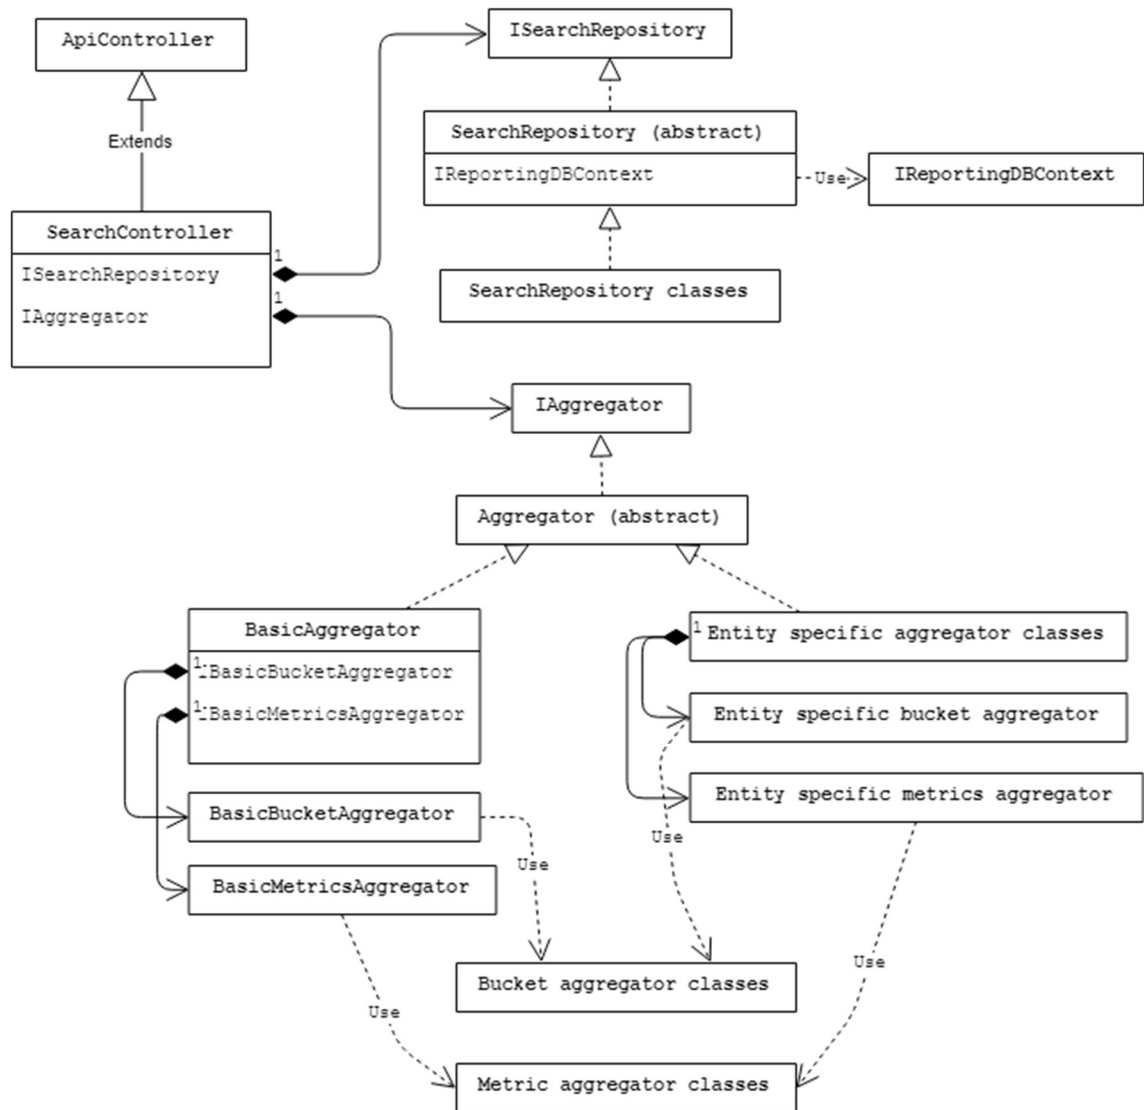 ApiController
ISearchRepository
Extends
SearchRepository (abstract)
IReportingDBContext
Use
IReportingDBContext
SearchController
ISearchRepository
1
IAggregator
1
SearchRepository classes
IAggregator
Aggregator (abstract)
BasicAggregator
1
IBasicBucketAggregator
1
IBasicMetricsAggregator
1
Entity specific aggregator classes
Entity specific bucket aggregator
Entity specific metrics aggregator
BasicBucketAggregator
Use
Use
BasicMetricsAggregator
Bucket aggregator classes
Use
Use
Metric aggregator classes